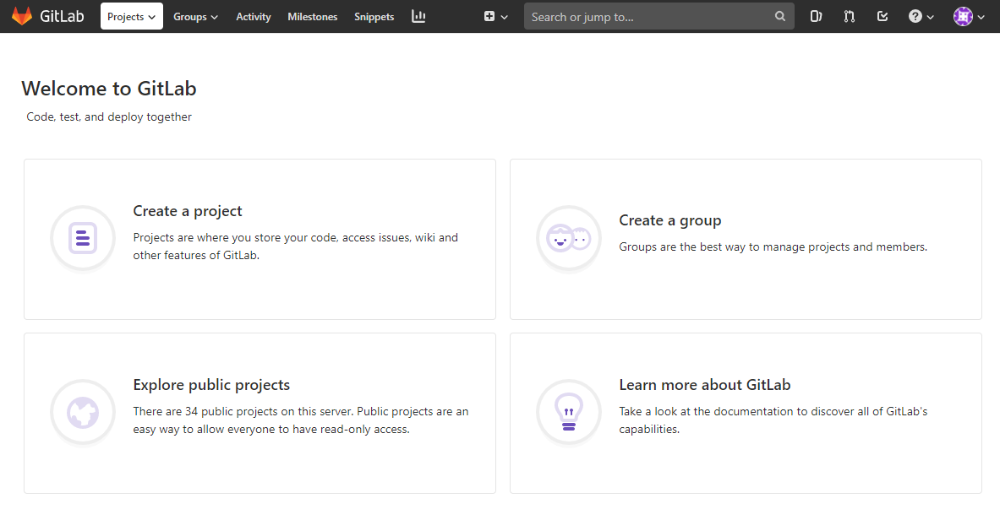 GitLab Projects Groups Activity Milestones Snippets Search or jump to...
Welcome to GitLab
Code, test, and deploy together
Create a project
Projects are where you store your code, access issues, wiki and
other features of GitLab.
Create a group
Groups are the best way to manage projects and members.
Explore public projects
There are 34 public projects on this server. Public projects are an
easy way to allow everyone to have read-only access.
Learn more about GitLab
Take a look at the documentation to discover all of GitLab's
capabilities.